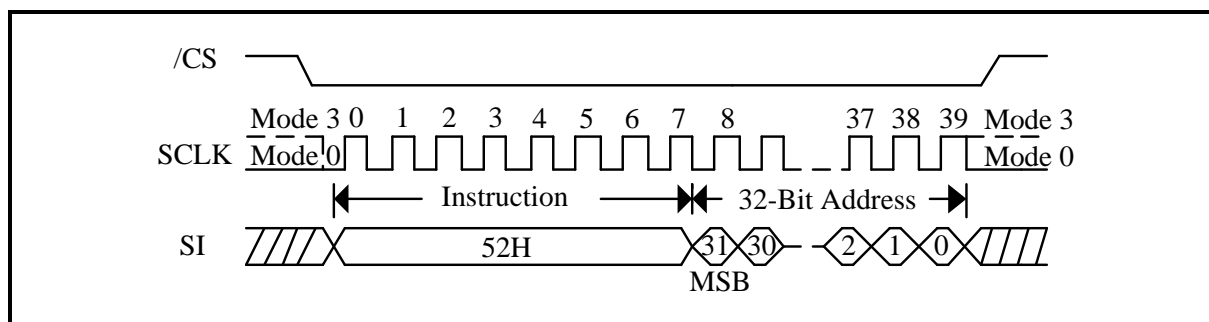 /CS
Mode 3 0 1 2 3 4 5 6 7 8 37 38 39 Mode 3
SCLK Mode 0 Mode 0
Instruction 32-Bit Address
SI 52H 31 30 2 1 0
MSB